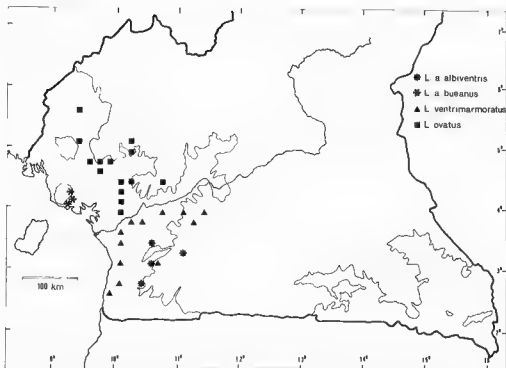 L a albiventris
L a bueanus
L ventrimarmoratus
L ovatus
100 km
9°
10°
11°
12°
13°
14°
15°